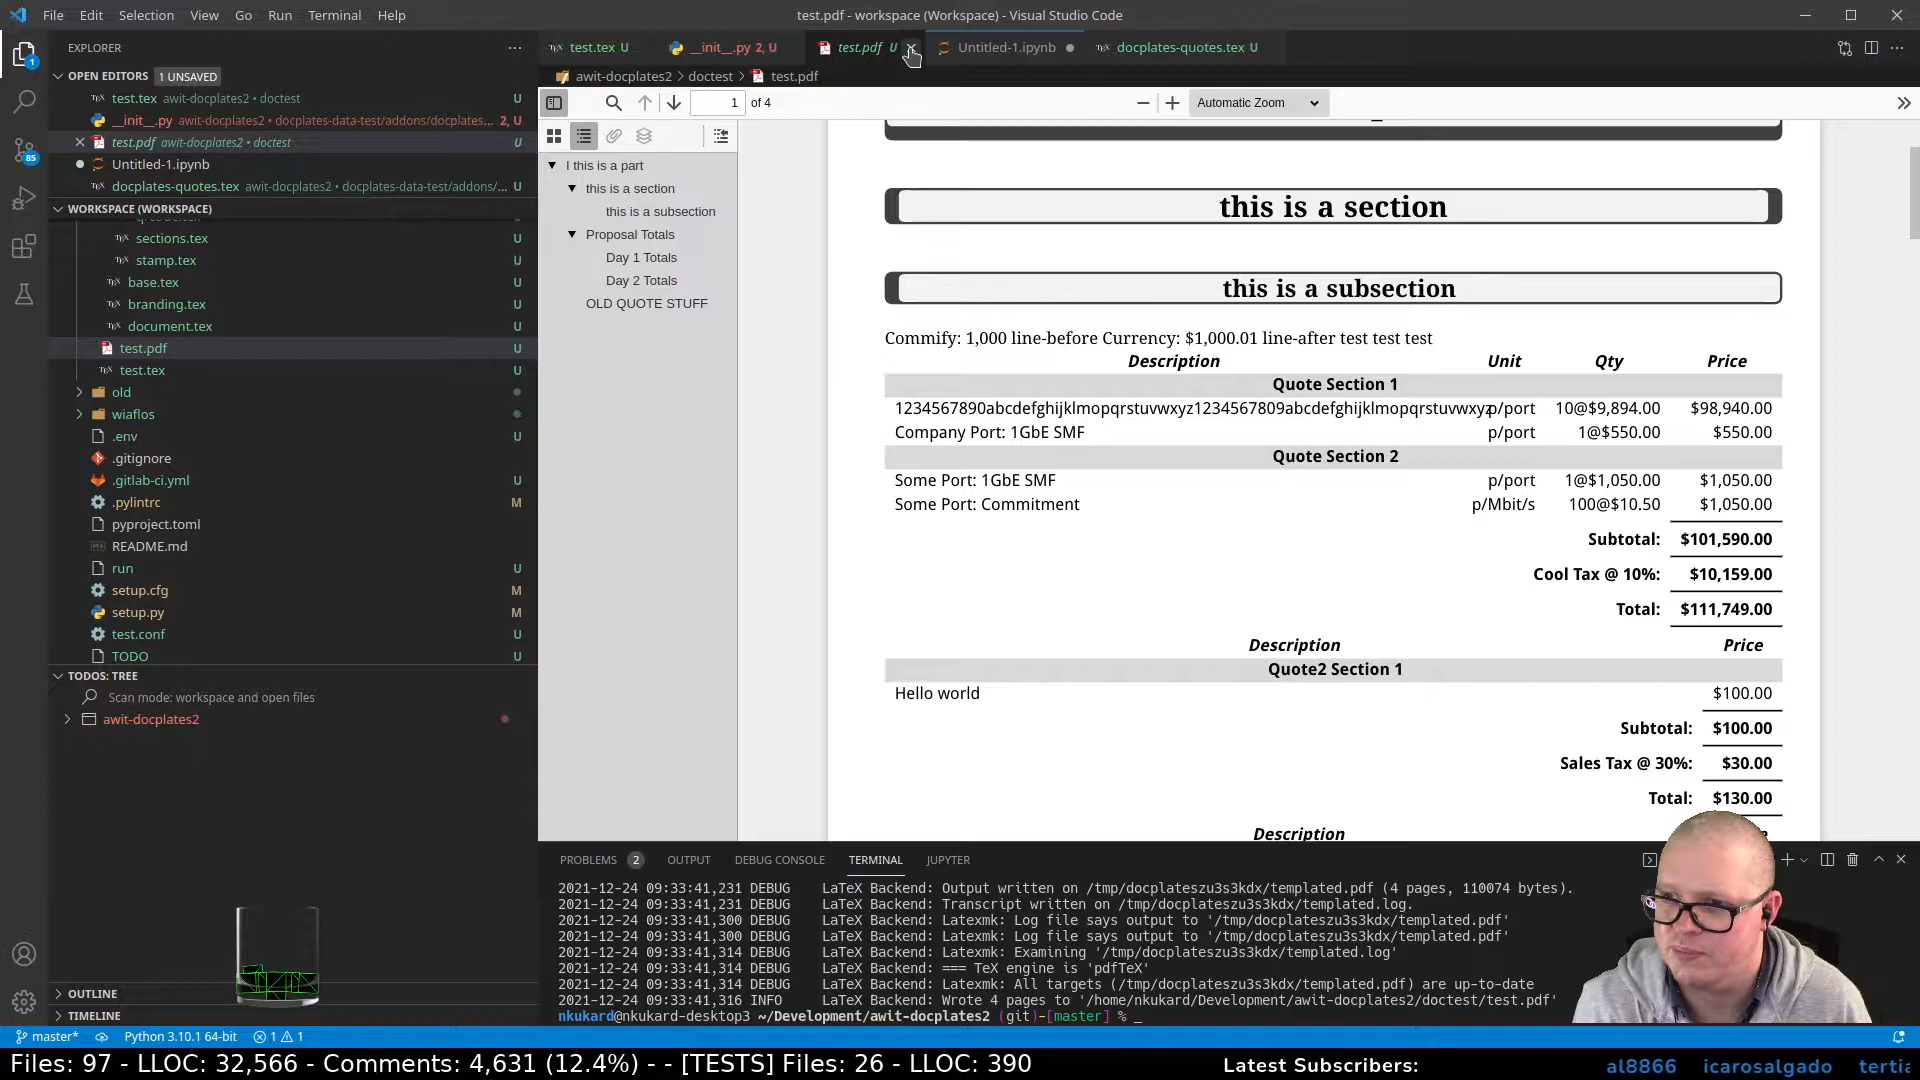 File Edit Selection View Go Run Terminal Help
test.pdf - workspace (Workspace) - Visual Studio Code
EXPLORER
OPEN EDITORS 1 UNSAVED
test.tex awit-docplates2 • doctest U
__init__.py awit-docplates2 • docplates-data-test/addons/docplates... 2, U
test.pdf awit-docplates2 • doctest U
Untitled-1.ipynb
docplates-quotes.tex awit-docplates2 • docplates-data-test/addons/... U
WORKSPACE (WORKSPACE)
sections.tex U
stamp.tex U
base.tex U
branding.tex U
document.tex U
test.pdf U
test.tex U
old
wiaflos
.env U
.gitignore
.gitlab-ci.yml U
.pylintrc M
pyproject.toml
README.md
run U
setup.cfg M
setup.py M
test.conf U
TODO U
TODOS: TREE
Scan mode: workspace and open files
awit-docplates2
OUTLINE
TIMELINE
test.tex U __init__.py 2, U test.pdf U Untitled-1.ipynb docplates-quotes.tex U
awit-docplates2 > doctest > test.pdf
1 of 4 Automatic Zoom
I this is a part
this is a section
this is a subsection
Proposal Totals
Day 1 Totals
Day 2 Totals
OLD QUOTE STUFF
this is a section
this is a subsection
Commify: 1,000 line-before Currency: $1,000.01 line-after test test test
Description Unit Qty Price
Quote Section 1
1234567890abcdefghijklmopqrstuvwxyz1234567809abcdefghijklmopqrstuvwxyz p/port 10@$9,894.00 $98,940.00
Company Port: 1GbE SMF p/port 1@$550.00 $550.00
Quote Section 2
Some Port: 1GbE SMF p/port 1@$1,050.00 $1,050.00
Some Port: Commitment p/Mbit/s 100@$10.50 $1,050.00
Subtotal: $101,590.00
Cool Tax @ 10%: $10,159.00
Total: $111,749.00
Description Price
Quote2 Section 1
Hello world $100.00
Subtotal: $100.00
Sales Tax @ 30%: $30.00
Total: $130.00
Description
PROBLEMS 2 OUTPUT DEBUG CONSOLE TERMINAL JUPYTER
2021-12-24 09:33:41,231 DEBUG LaTeX Backend: Output written on /tmp/docplateszu3s3kdx/templated.pdf (4 pages, 110074 bytes).
2021-12-24 09:33:41,231 DEBUG LaTeX Backend: Transcript written on /tmp/docplateszu3s3kdx/templated.log.
2021-12-24 09:33:41,300 DEBUG LaTeX Backend: Latexmk: Log file says output to '/tmp/docplateszu3s3kdx/templated.pdf'
2021-12-24 09:33:41,300 DEBUG LaTeX Backend: Latexmk: Log file says output to '/tmp/docplateszu3s3kdx/templated.pdf'
2021-12-24 09:33:41,314 DEBUG LaTeX Backend: Latexmk: Examining '/tmp/docplateszu3s3kdx/templated.log'
2021-12-24 09:33:41,314 DEBUG LaTeX Backend: === TeX engine is 'pdfTeX'
2021-12-24 09:33:41,314 DEBUG LaTeX Backend: Latexmk: All targets (/tmp/docplateszu3s3kdx/templated.pdf) are up-to-date
2021-12-24 09:33:41,316 INFO LaTeX Backend: Wrote 4 pages to '/home/nkukard/Development/awit-docplates2/doctest/test.pdf'
nkukard@nkukard-desktop3 ~/Development/awit-docplates2 (git)-[master] % _
1
85
master* Python 3.10.1 64-bit 1 1
Files: 97 - LLOC: 32,566 - Comments: 4,631 (12.4%) - - [TESTS] Files: 26 - LLOC: 390
Latest Subscribers: al8866 icarosalgado tertia